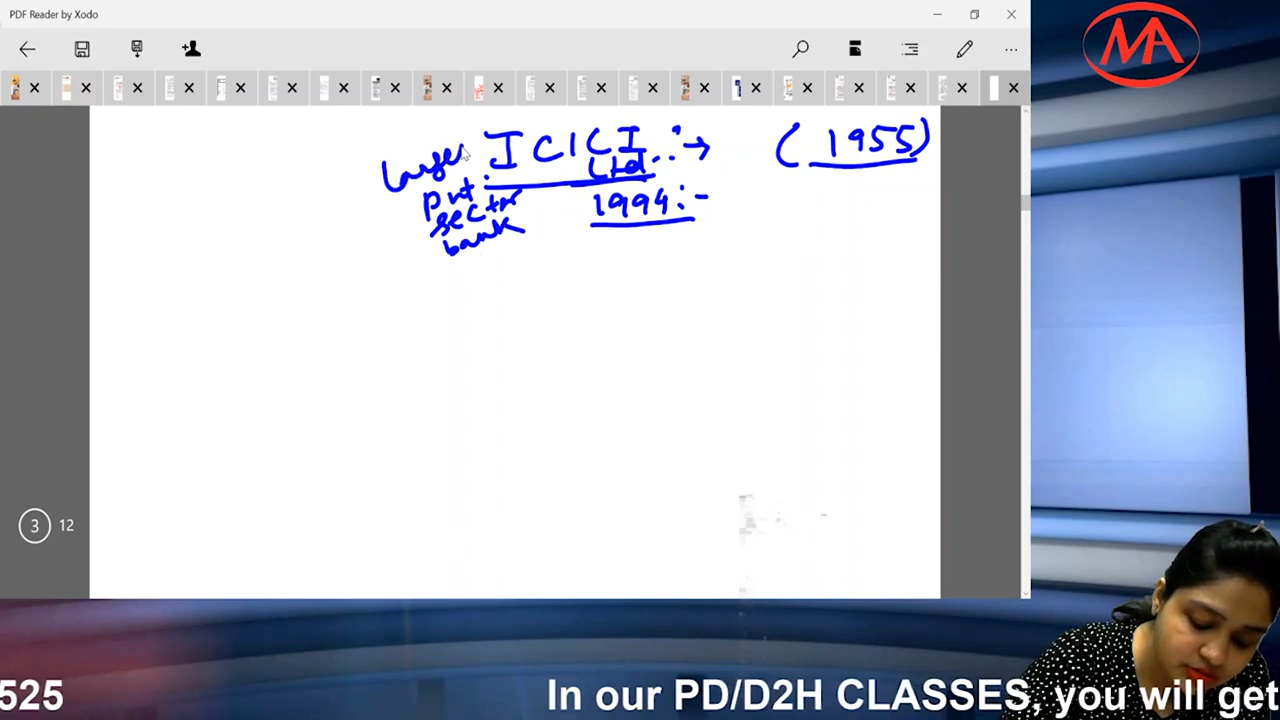 PDF Reader by Xodo
MA
ICICI :→ (1955)
Ltd.
1994 :-
Pvt.
sector
bank
3 12
525 In our PD/D2H CLASSES, you will get